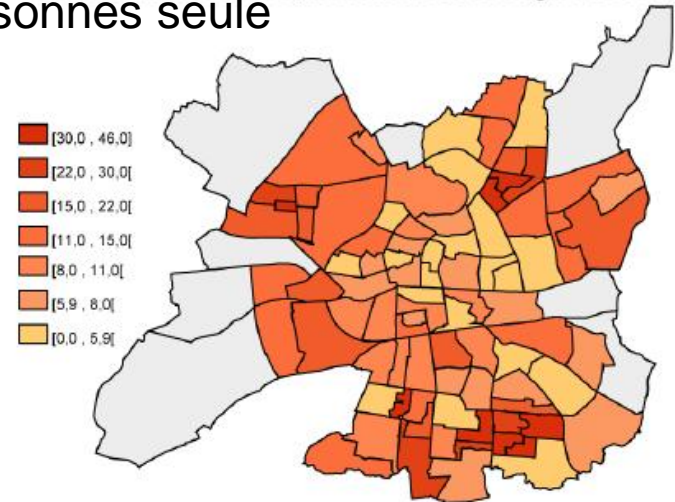 sonnes seule
[30,0 , 46,0]
[22,0 , 30,0[
[15,0 , 22,0[
[11,0 , 15,0[
[8,0 , 11,0[
[5,9 , 8,0[
[0,0 , 5,9[